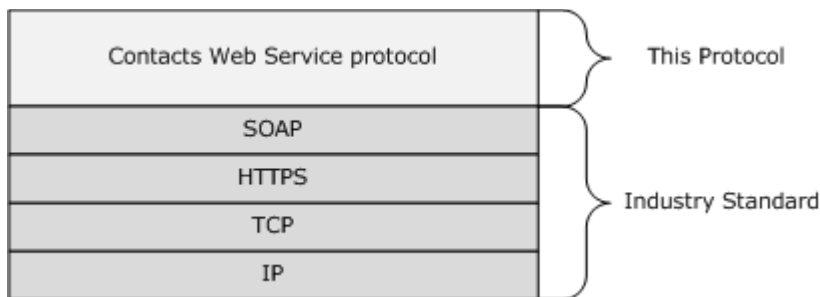 Contacts Web Service protocol
This Protocol
SOAP
HTTPS
TCP
IP
Industry Standard